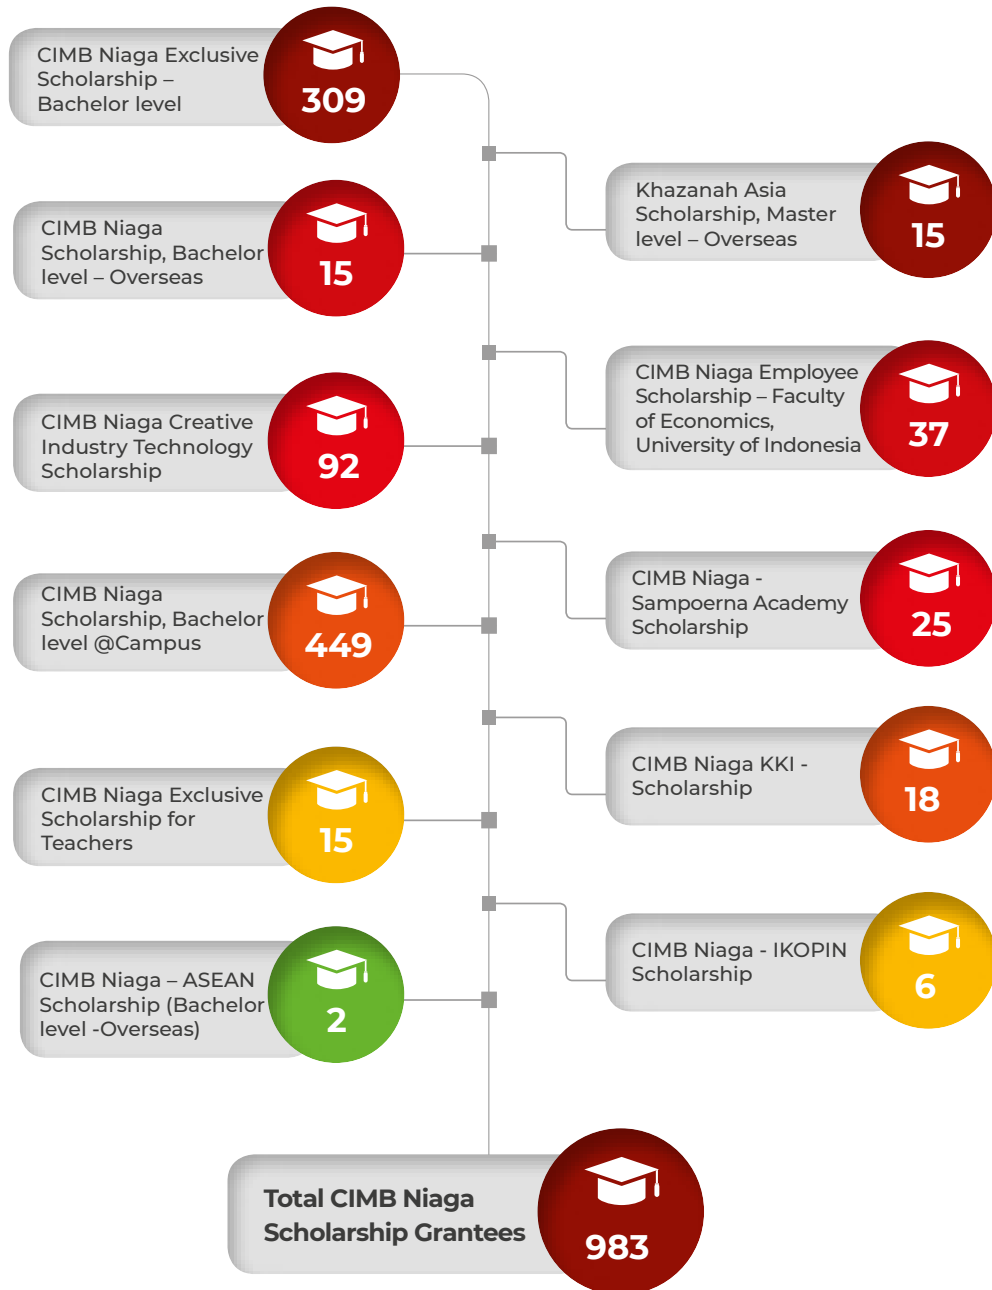 CIMB Niaga Exclusive
Scholarship –
Bachelor level
309
Khazanah Asia
Scholarship, Master
level – Overseas
15
CIMB Niaga
Scholarship, Bachelor
level – Overseas
15
CIMB Niaga Employee
Scholarship – Faculty
of Economics,
University of Indonesia
37
CIMB Niaga Creative
Industry Technology
Scholarship
92
CIMB Niaga -
Sampoerna Academy
Scholarship
25
CIMB Niaga
Scholarship, Bachelor
level @Campus
449
CIMB Niaga KKI -
Scholarship
18
CIMB Niaga Exclusive
Scholarship for
Teachers
15
CIMB Niaga - IKOPIN
Scholarship
6
CIMB Niaga – ASEAN
Scholarship (Bachelor
level -Overseas)
2
Total CIMB Niaga
Scholarship Grantees
983